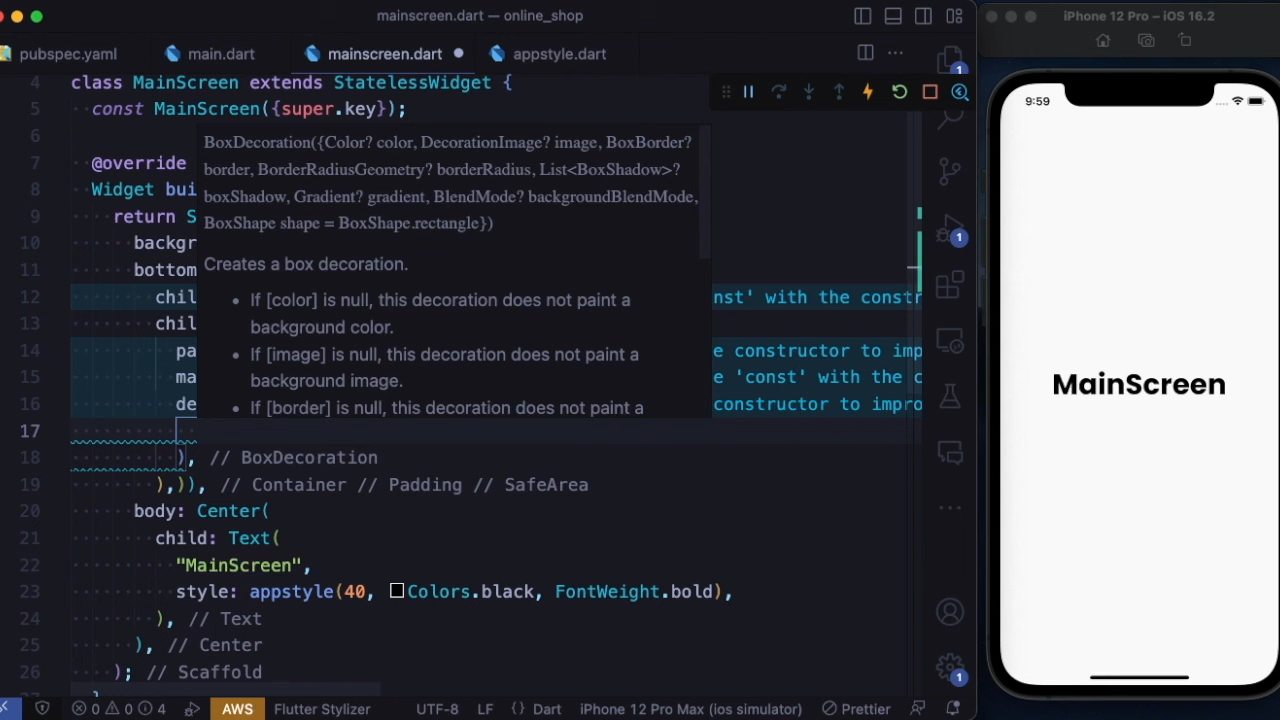 mainscreen.dart — online_shop
pubspec.yaml
main.dart
mainscreen.dart
appstyle.dart
4 class MainScreen extends StatelessWidget {
5 const MainScreen({super.key});
6
7 @override
8 Widget bui
9 return S
10 backgr
11 bottom
12 chil
13 chil
14 pa
15 ma
16 de
17
18 ), // BoxDecoration
19 ),)), // Container // Padding // SafeArea
20 body: Center(
21 child: Text(
22 "MainScreen",
23 style: appstyle(40, Colors.black, FontWeight.bold),
24 ), // Text
25 ), // Center
26 ); // Scaffold
BoxDecoration({Color? color, DecorationImage? image, BoxBorder?
border, BorderRadiusGeometry? borderRadius, List<BoxShadow>?
boxShadow, Gradient? gradient, BlendMode? backgroundBlendMode,
BoxShape shape = BoxShape.rectangle})
Creates a box decoration.
• If [color] is null, this decoration does not paint a
background color.
• If [image] is null, this decoration does not paint a
background image.
• If [border] is null, this decoration does not paint a
nst' with the constr
e constructor to imp
e 'const' with the c
constructor to impro
1
1
1
0 0 4 AWS Flutter Stylizer UTF-8 LF {} Dart iPhone 12 Pro Max (ios simulator) Prettier
iPhone 12 Pro – iOS 16.2
9:59
MainScreen